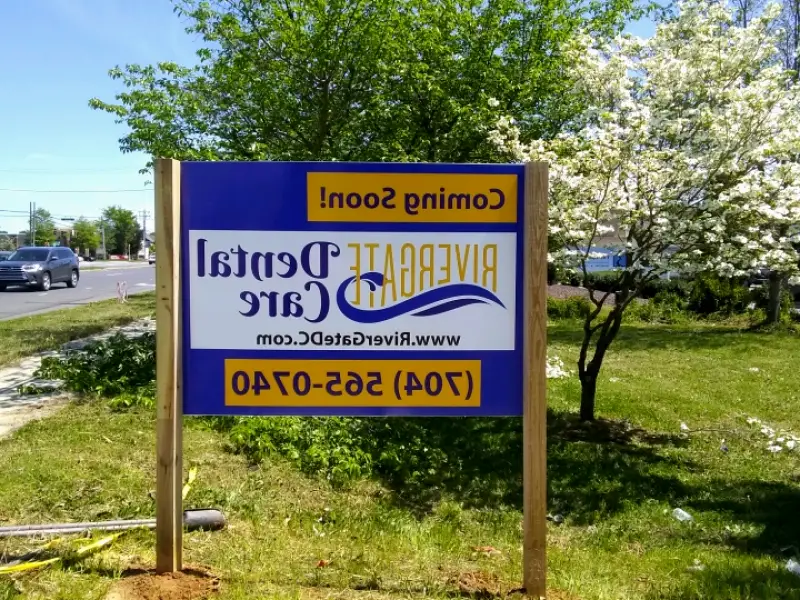 Coming Soon!
RIVERGATE Dental Care
www.RiverGateDC.com
(704) 565-0740